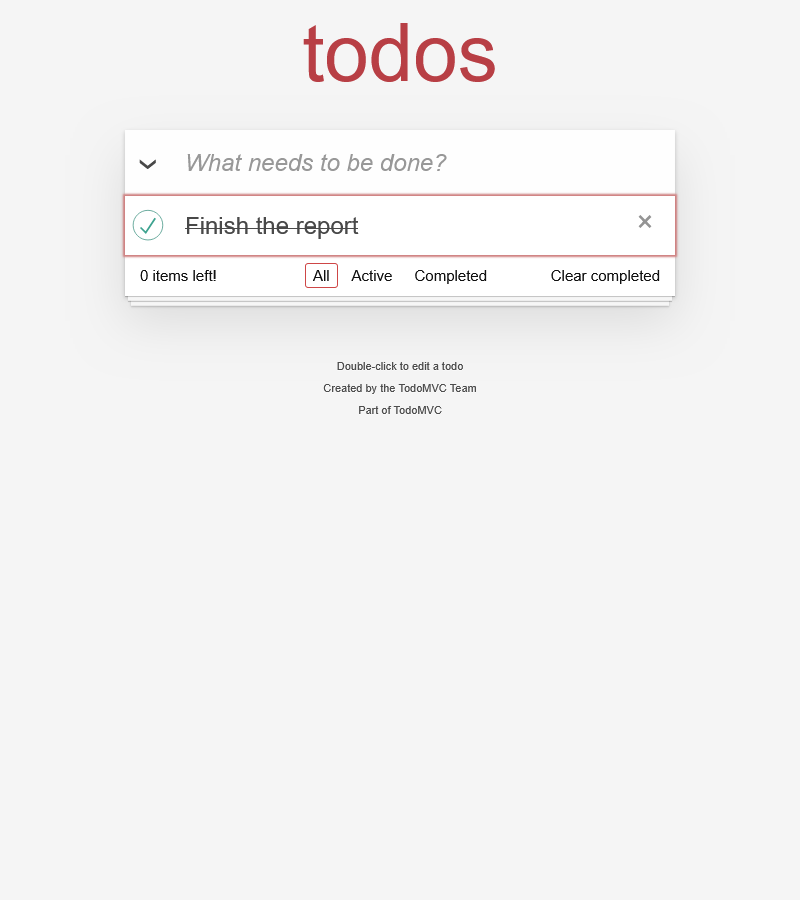 todos
What needs to be done?
Finish the report
0 items left! All Active Completed Clear completed
Double-click to edit a todo
Created by the TodoMVC Team
Part of TodoMVC